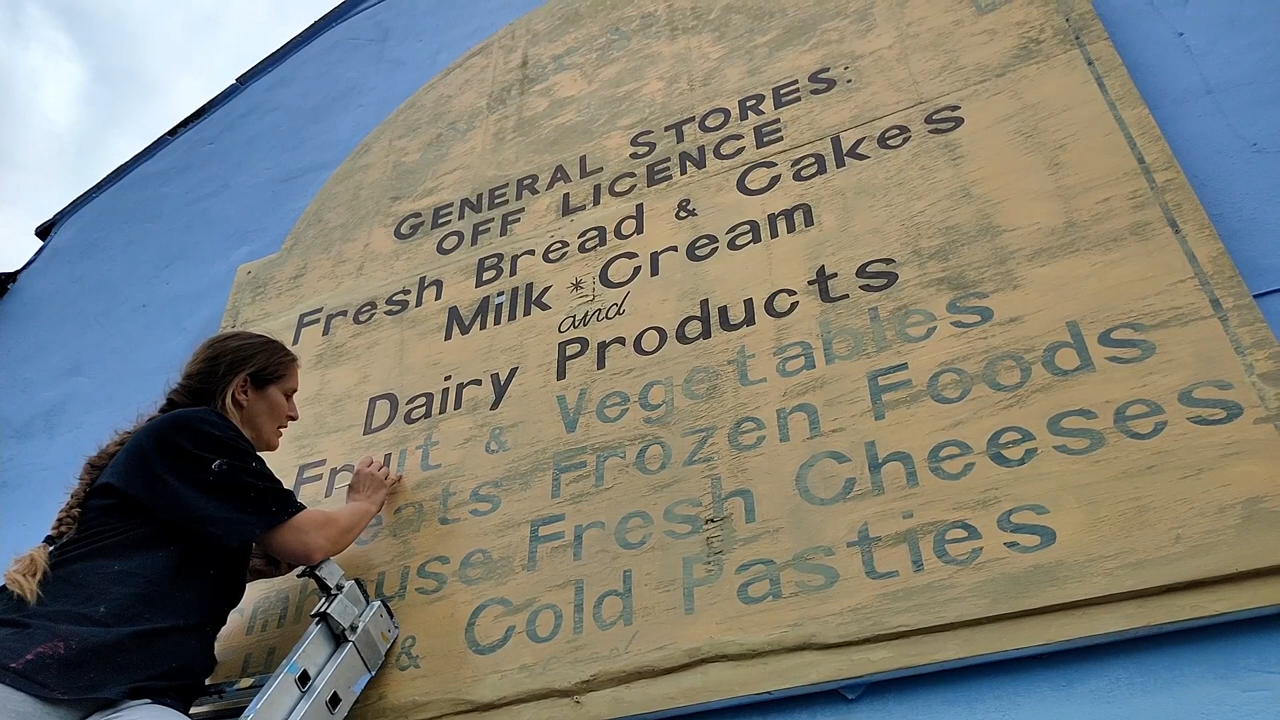 GENERAL STORES:
OFF LICENCE
Fresh Bread & Cakes
Milk * Cream
and
Dairy Products
Fruit & Vegetables
eats Frozen Foods
mhouse Fresh Cheeses
& Cold Pasties